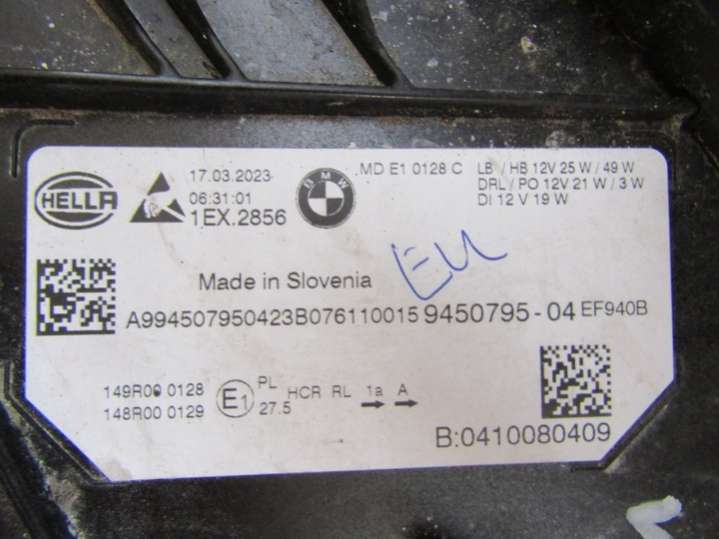 HELLA
17.03.2023
06:31:01
1EX.2856
BMW
MD E1 0128 C
LB / HB 12V 25 W / 49 W
DRL / PO 12V 21 W / 3 W
DI 12 V 19 W
EU
Made in Slovenia
A994507950423B076110015 9450795 - 04 EF940B
149R00 0128
148R00 0129
E1
PL HCR RL 1a A
27.5
B:0410080409